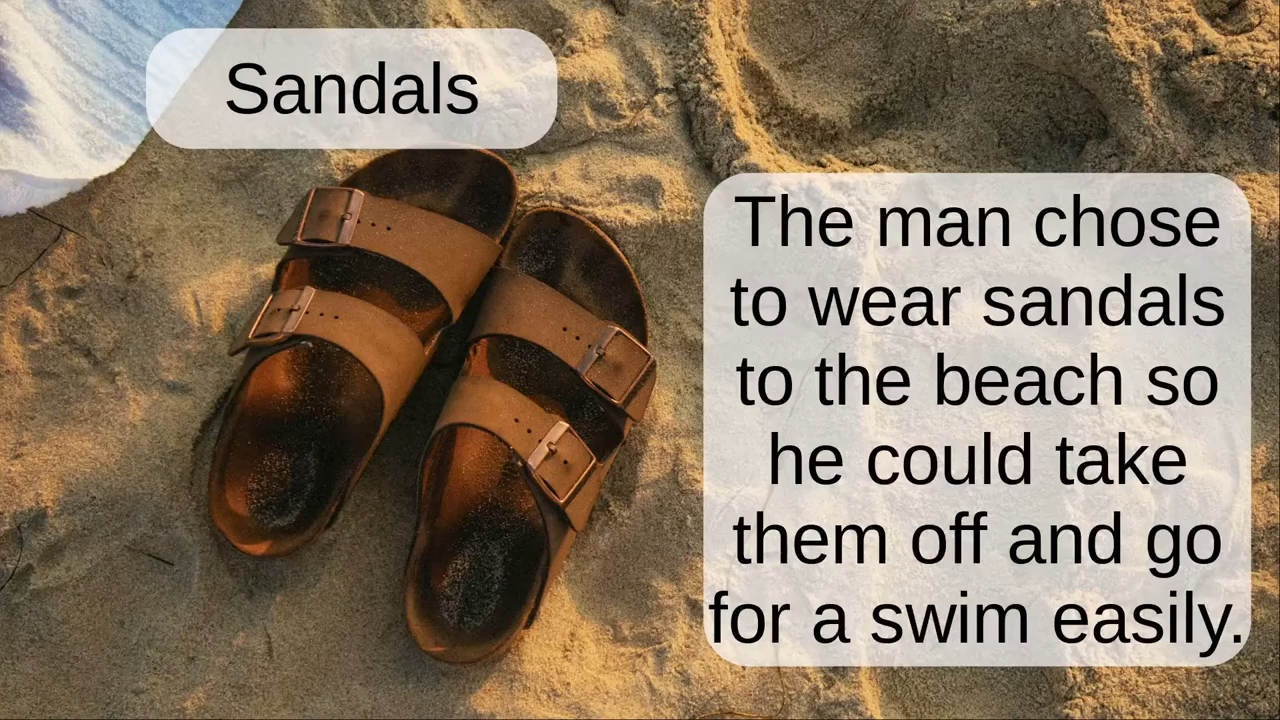 Sandals
The man chose
to wear sandals
to the beach so
he could take
them off and go
for a swim easily.